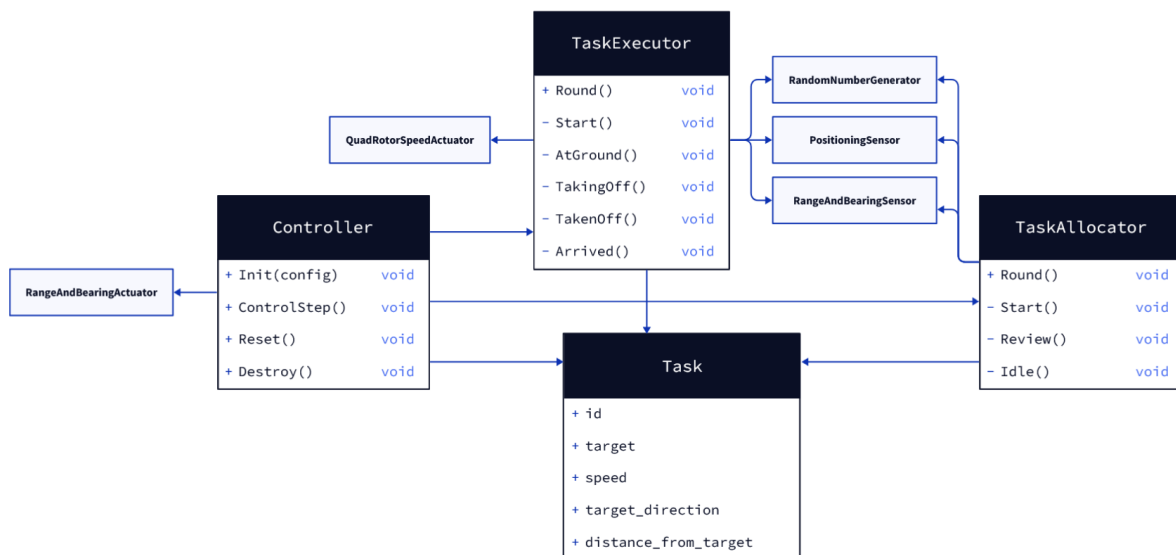 TaskExecutor
+ Round() void
- Start() void
- AtGround() void
- TakingOff() void
- TakenOff() void
- Arrived() void
RandomNumberGenerator
PositioningSensor
RangeAndBearingSensor
QuadRotorSpeedActuator
Controller
+ Init(config) void
+ ControlStep() void
+ Reset() void
+ Destroy() void
RangeAndBearingActuator
TaskAllocator
+ Round() void
- Start() void
- Review() void
- Idle() void
Task
+ id
+ target
+ speed
+ target_direction
+ distance_from_target